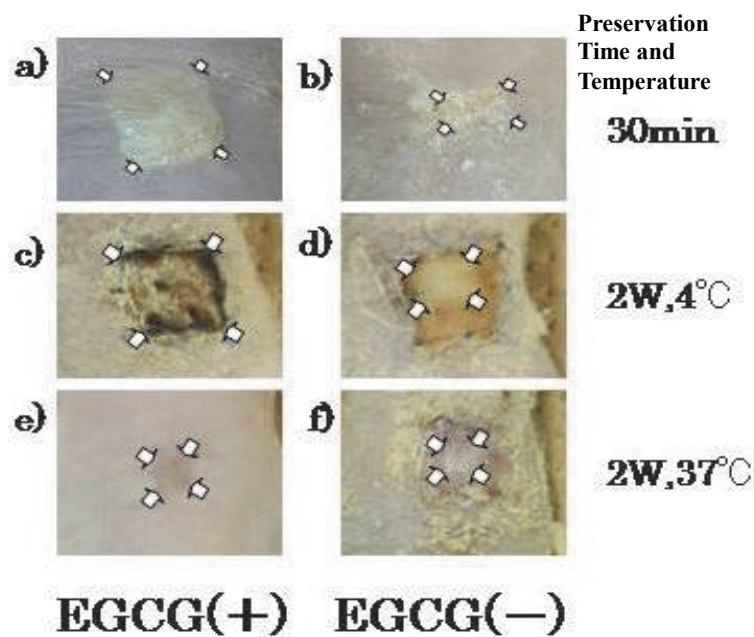 Preservation
Time and
Temperature
a)
b)
30min
c)
d)
2W,4℃
e)
f)
2W,37℃
EGCG(+) EGCG(−)